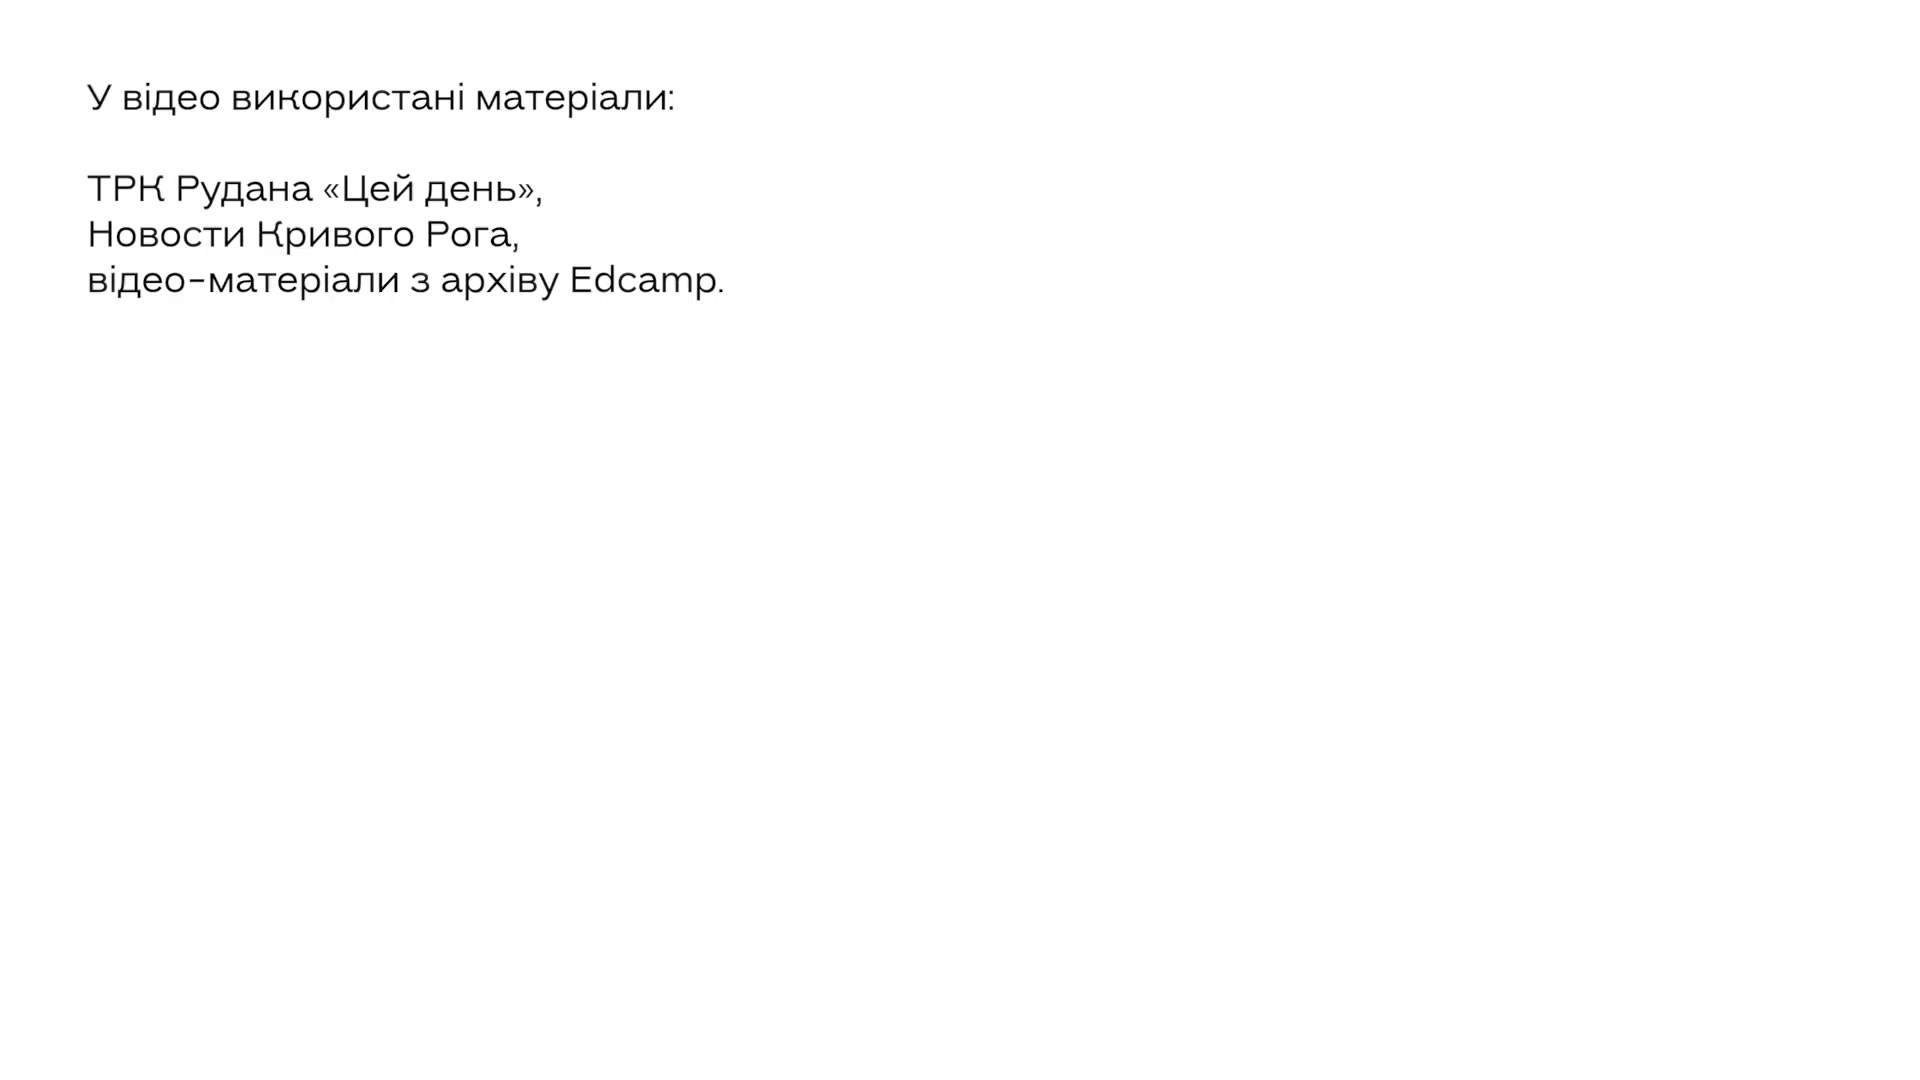 У відео використані матеріали:
ТРК Рудана «Цей день»,
Новости Кривого Рога,
відео-матеріали з архіву Edcamp.